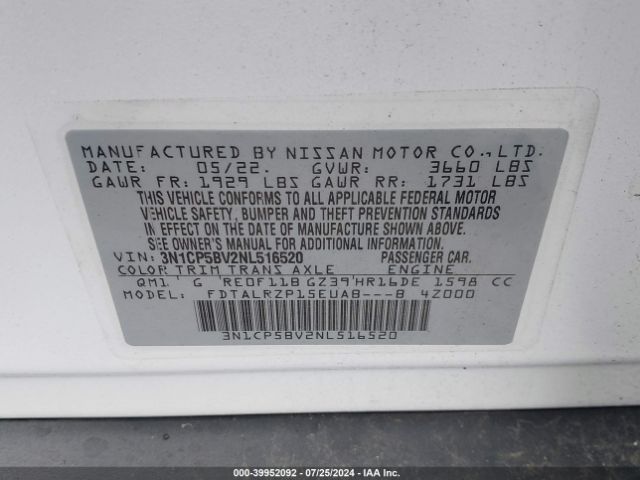 MANUFACTURED BY NISSAN MOTOR CO., LTD.
DATE: 05/22. GVWR: 3660 LBS
GAWR FR: 1929 LBS GAWR RR: 1731 LBS
THIS VEHICLE CONFORMS TO ALL APPLICABLE FEDERAL MOTOR
VEHICLE SAFETY, BUMPER AND THEFT PREVENTION STANDARDS
IN EFFECT ON THE DATE OF MANUFACTURE SHOWN ABOVE.
SEE OWNER'S MANUAL FOR ADDITIONAL INFORMATION.
VIN: 3N1CP5BV2NL516520 PASSENGER CAR.
COLOR TRIM TRANS AXLE ENGINE
QM1 G RE0F11B GZ39 HR16DE 1598 CC
MODEL FDTALRZP15EUAB---B 4Z000
3N1CP5BV2NL516520
000-39952092 - 07/25/2024 - IAA Inc.